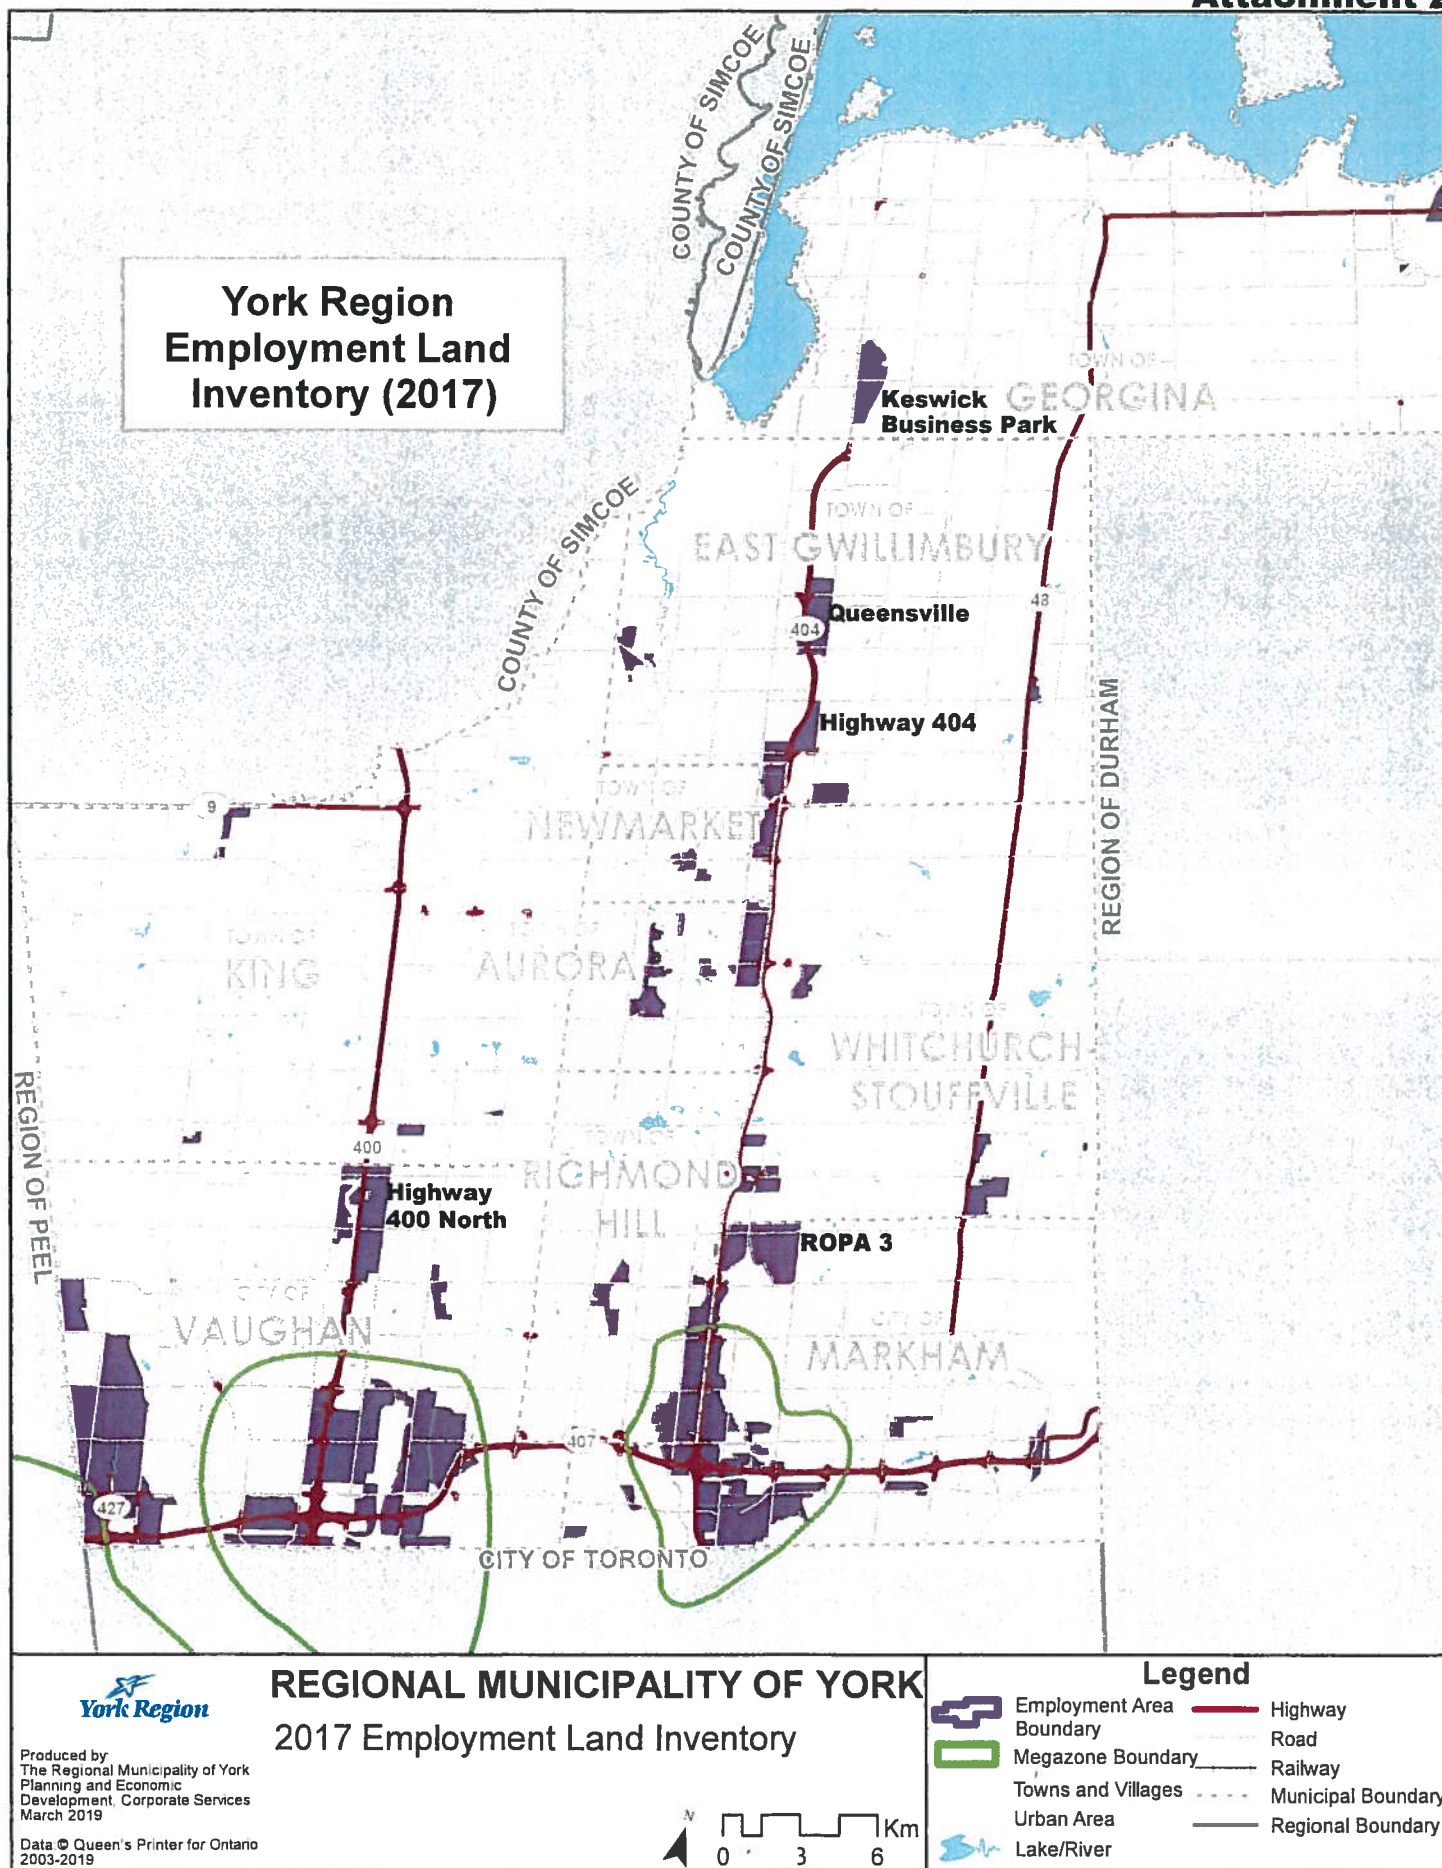 Attachment 2
COUNTY OF SIMCOE
COUNTY OF SIMCOE
York Region
Employment Land
Inventory (2017)
TOWN OF
GEORGINA
Keswick
Business Park
COUNTY OF SIMCOE
TOWN OF
EAST GWILLIMBURY
48
Queensville
404
Highway 404
REGION OF DURHAM
9
TOWN OF
NEWMARKET
TOWN OF
KING
TOWN OF
AURORA
TOWN OF
WHITCHURCH-
STOUFFVILLE
REGION OF PEEL
400
TOWN OF
RICHMOND
HILL
Highway
400 North
ROPA 3
CITY OF
VAUGHAN
CITY OF
MARKHAM
407
427
CITY OF TORONTO
York Region
REGIONAL MUNICIPALITY OF YORK
2017 Employment Land Inventory
Produced by
The Regional Municipality of York
Planning and Economic
Development, Corporate Services
March 2019
Data © Queen's Printer for Ontario
2003-2019
N
0 3 6 Km
Legend
Employment Area
Boundary
Megazone Boundary
Towns and Villages
Urban Area
Lake/River
Highway
Road
Railway
Municipal Boundary
Regional Boundary